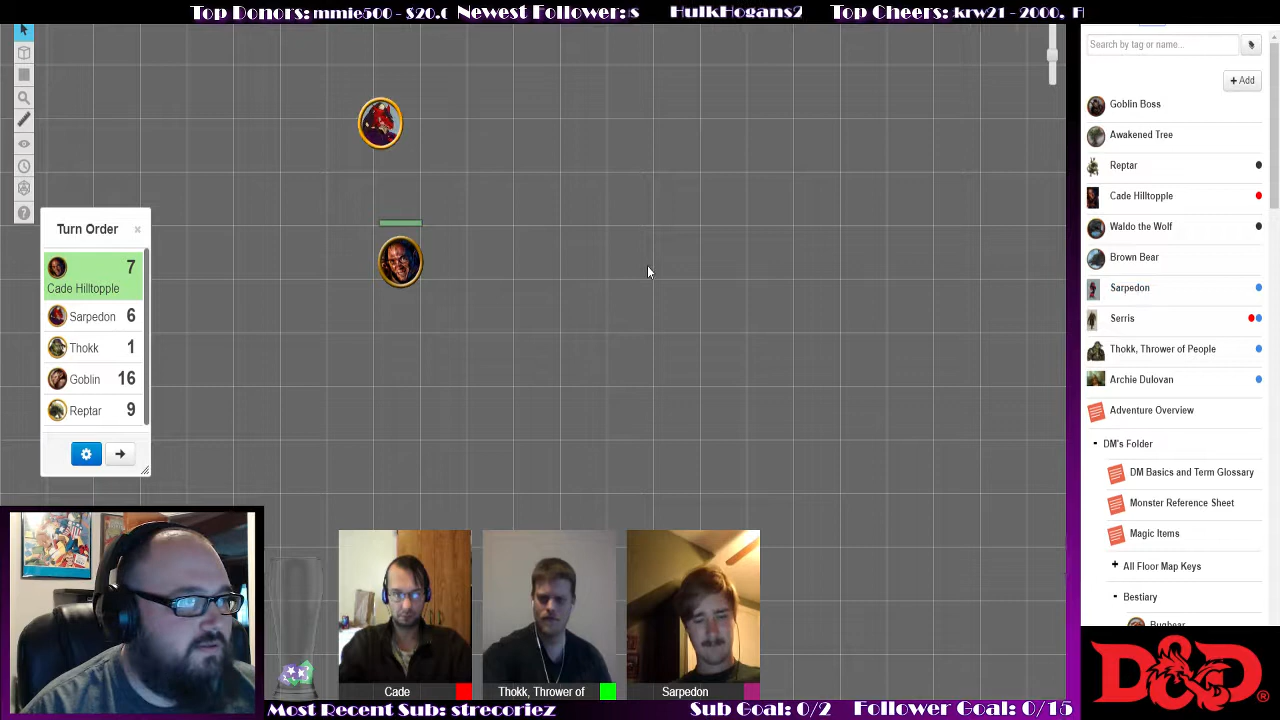 Top Donors: mmie500 - $20.0 Newest Follower: s HulkHogans2 Top Cheers: krw21 - 2000, F
Search by tag or name...
+ Add
Goblin Boss
Awakened Tree
Reptar
Cade Hilltopple
Waldo the Wolf
Brown Bear
Sarpedon
Serris
Thokk, Thrower of People
Archie Dulovan
Adventure Overview
- DM's Folder
DM Basics and Term Glossary
Monster Reference Sheet
Magic Items
+ All Floor Map Keys
- Bestiary
Bugbear
Turn Order ×
7
Cade Hilltopple
Sarpedon 6
Thokk 1
Goblin 16
Reptar 9
Cade
Thokk, Thrower of
Sarpedon
D&D
Most Recent Sub: strecoriez Sub Goal: 0/2 Follower Goal: 0/15